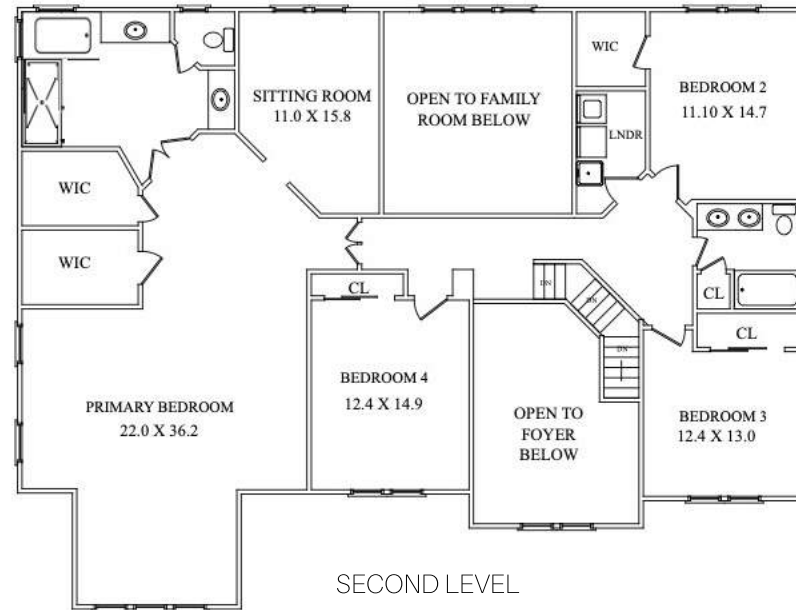 WIC
BEDROOM 2
11.10 X 14.7
SITTING ROOM
11.0 X 15.8
OPEN TO FAMILY
ROOM BELOW
LNDR
WIC
WIC
CL
DN
DN
DN
CL
CL
PRIMARY BEDROOM
22.0 X 36.2
BEDROOM 4
12.4 X 14.9
OPEN TO
FOYER
BELOW
BEDROOM 3
12.4 X 13.0
SECOND LEVEL